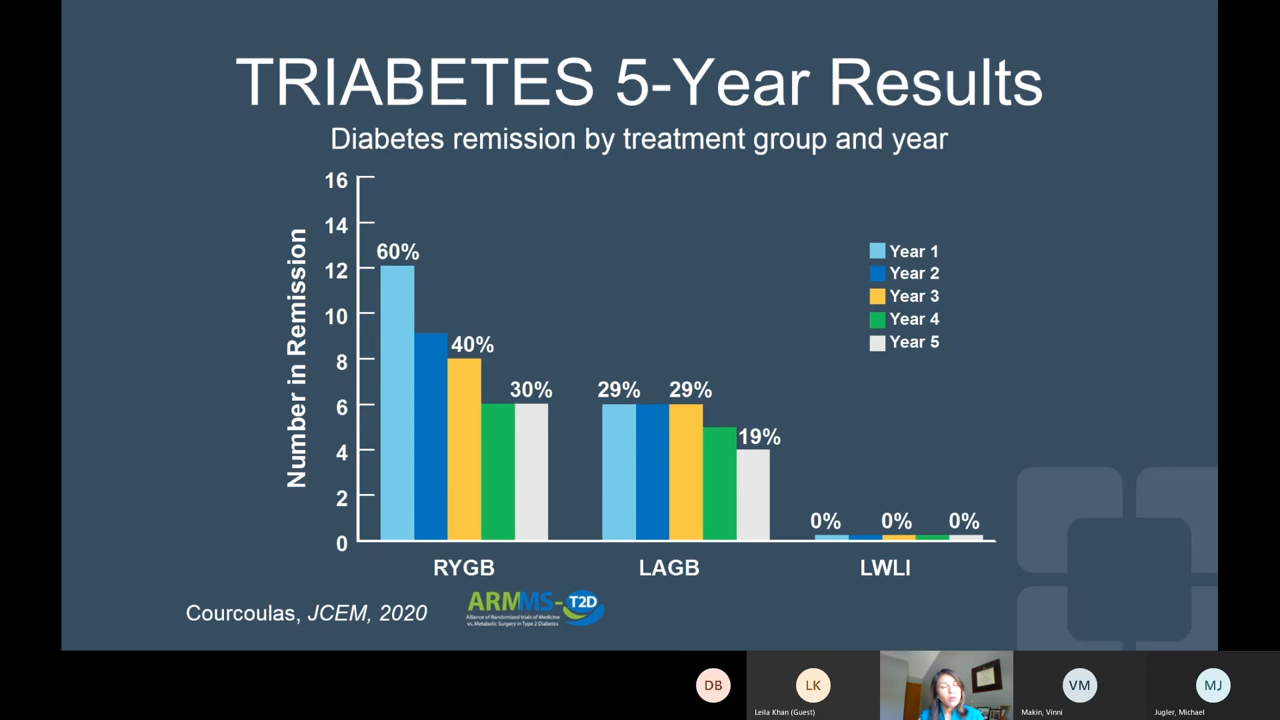 TRIABETES 5-Year Results
Diabetes remission by treatment group and year
Number in Remission
16
14
12
10
8
6
4
2
0
60%
40%
30%
29%
29%
19%
0%
0%
0%
Year 1
Year 2
Year 3
Year 4
Year 5
RYGB
LAGB
LWLI
Courcoulas, JCEM, 2020
ARMMS-T2D
Alliance of Randomized trials of Medicine
vs. Metabolic Surgery in Type 2 Diabetes
DB
LK
VM
MJ
Leila Khan (Guest)
Makin, Vinni
Jugler, Michael